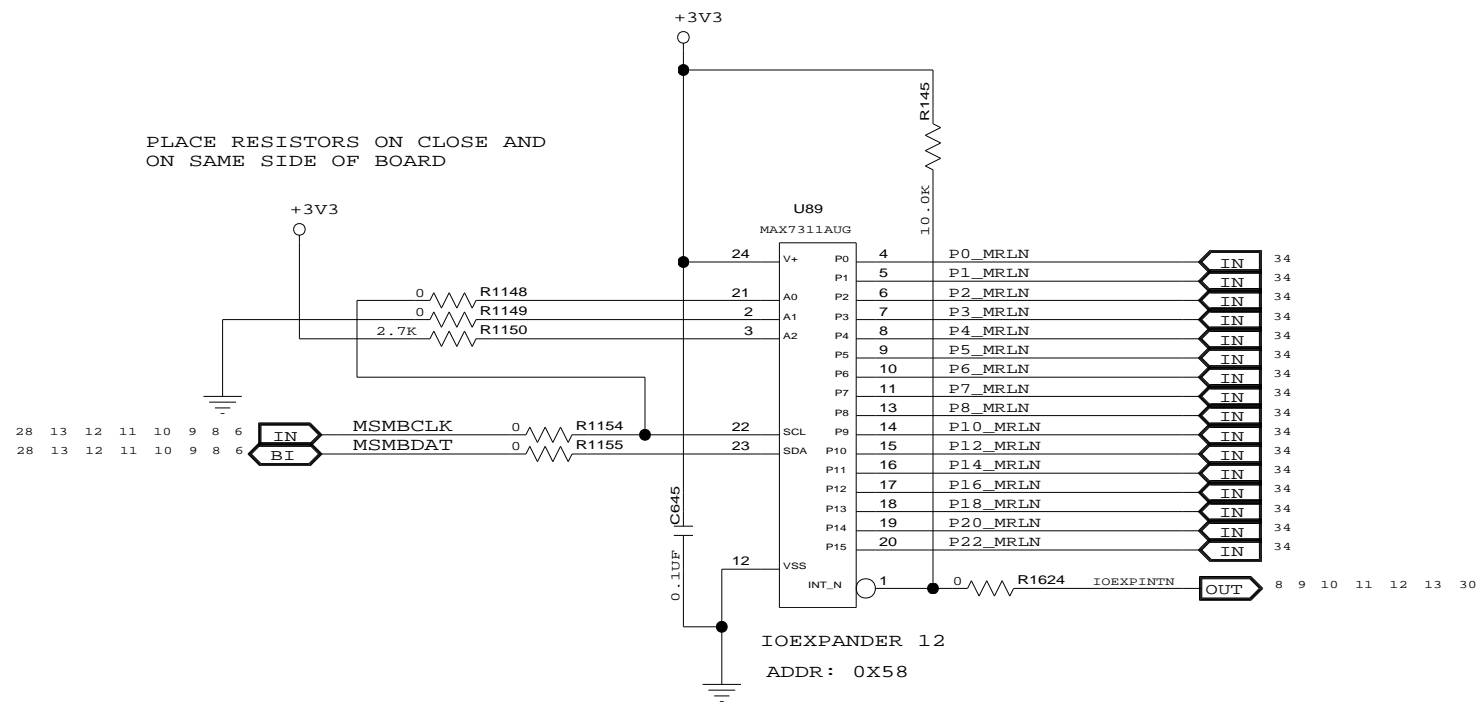 +3V3
R145
10.0K
PLACE RESISTORS ON CLOSE AND
ON SAME SIDE OF BOARD
+3V3
U89
MAX7311AUG
24 V+ P0 4 P0_MRLN IN 34
P1 5 P1_MRLN IN 34
0 R1148 21 A0 P2 6 P2_MRLN IN 34
0 R1149 2 A1 P3 7 P3_MRLN IN 34
2.7K R1150 3 A2 P4 8 P4_MRLN IN 34
P5 9 P5_MRLN IN 34
P6 10 P6_MRLN IN 34
P7 11 P7_MRLN IN 34
P8 13 P8_MRLN IN 34
28 13 12 11 10 9 8 6 IN MSMBCLK 0 R1154 22 SCL P9 14 P10_MRLN IN 34
28 13 12 11 10 9 8 6 BI MSMBDAT 0 R1155 23 SDA P10 15 P12_MRLN IN 34
P11 16 P14_MRLN IN 34
P12 17 P16_MRLN IN 34
P13 18 P18_MRLN IN 34
P14 19 P20_MRLN IN 34
P15 20 P22_MRLN IN 34
C645
0.1UF
12 VSS
INT_N 1 0 R1624 IOEXPINTN OUT 8 9 10 11 12 13 30
IOEXPANDER 12
ADDR: 0X58